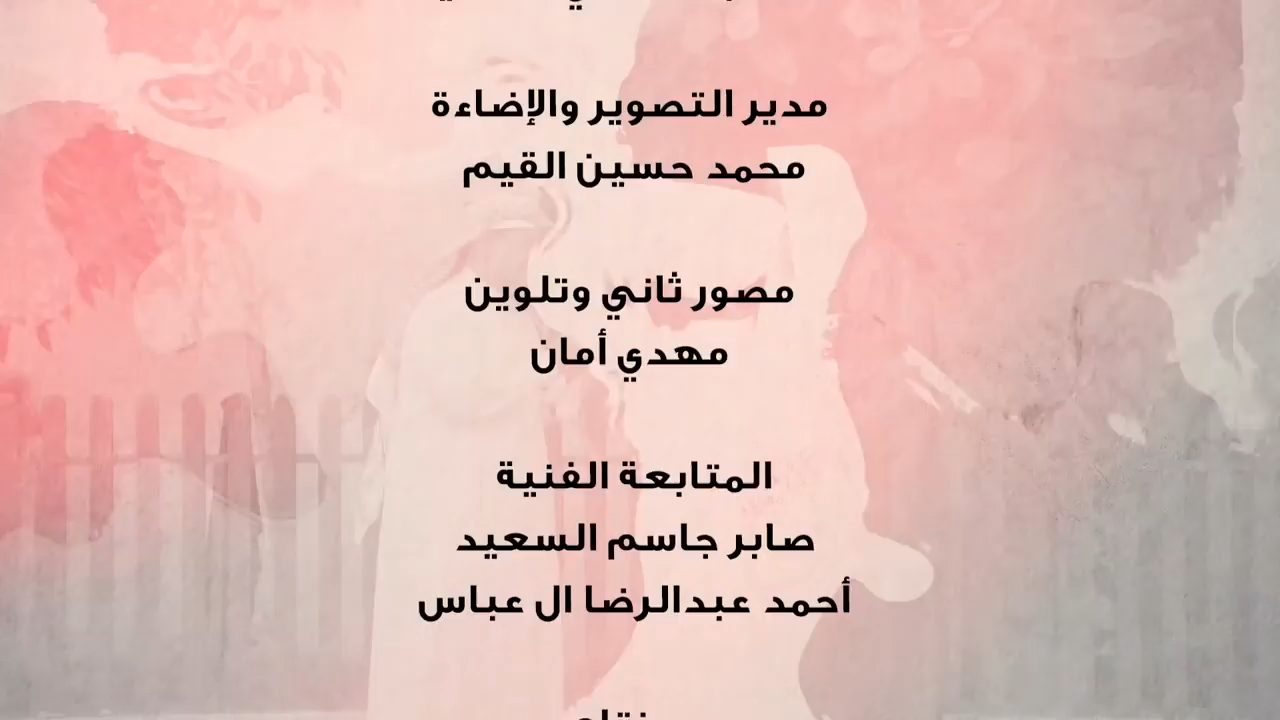 مدير التصوير والإضاءة
محمد حسين القيم
مصور ثاني وتلوين
مهدي أمان
المتابعة الفنية
صابر جاسم السعيد
أحمد عبدالرضا ال عباس